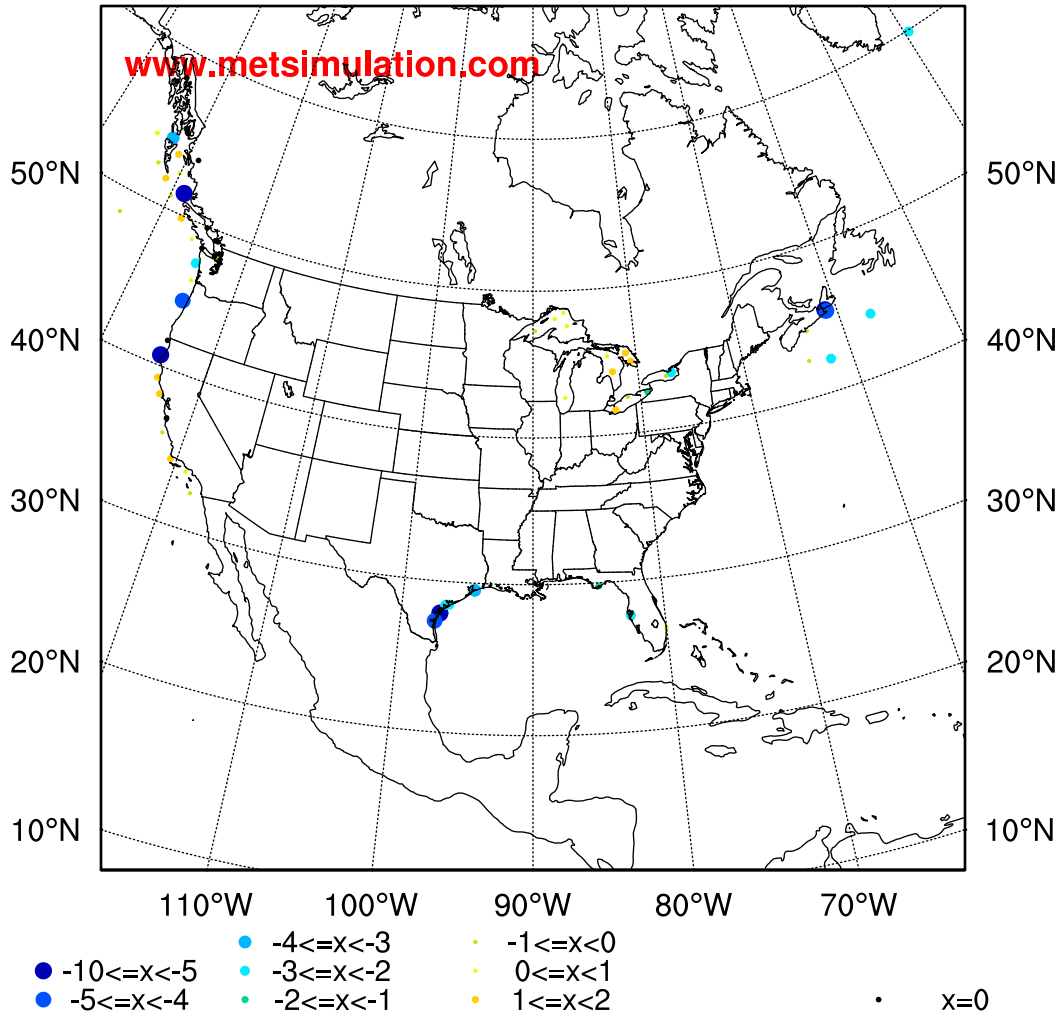 www.metsimulation.com
50°N 50°N
40°N 40°N
30°N 30°N
20°N 20°N
10°N 10°N
110°W 100°W 90°W 80°W 70°W
-4<=x<-3 -1<=x<0
-10<=x<-5 -3<=x<-2 0<=x<1
-5<=x<-4 -2<=x<-1 1<=x<2 x=0